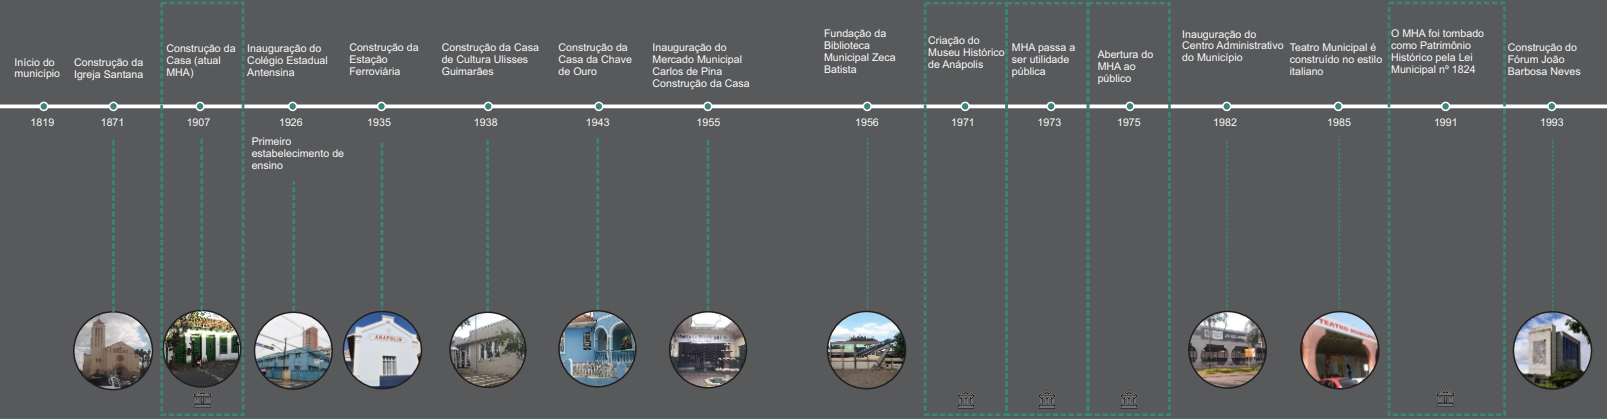 Início do
município
1819
Construção da
Igreja Santana
1871
Construção da
Casa (atual
MHA)
1907
Inauguração do
Colégio Estadual
Antensina
1926
Primeiro
estabelecimento de
ensino
Construção da
Estação
Ferroviária
1935
Construção da Casa
de Cultura Ulisses
Guimarães
1938
Construção da
Casa da Chave
de Ouro
1943
Inauguração do
Mercado Municipal
Carlos de Pina
Construção da Casa
1955
Fundação da
Biblioteca
Municipal Zeca
Batista
1956
Criação do
Museu Histórico
de Anápolis
1971
MHA passa a
ser utilidade
pública
1973
Abertura do
MHA ao
público
1975
Inauguração do
Centro Administrativo
do Município
1982
Teatro Municipal é
construído no estilo
italiano
1985
O MHA foi tombado
como Patrimônio
Histórico pela Lei
Municipal nº 1824
1991
Construção do
Fórum João
Barbosa Neves
1993
ANAPOLIS
TEATRO